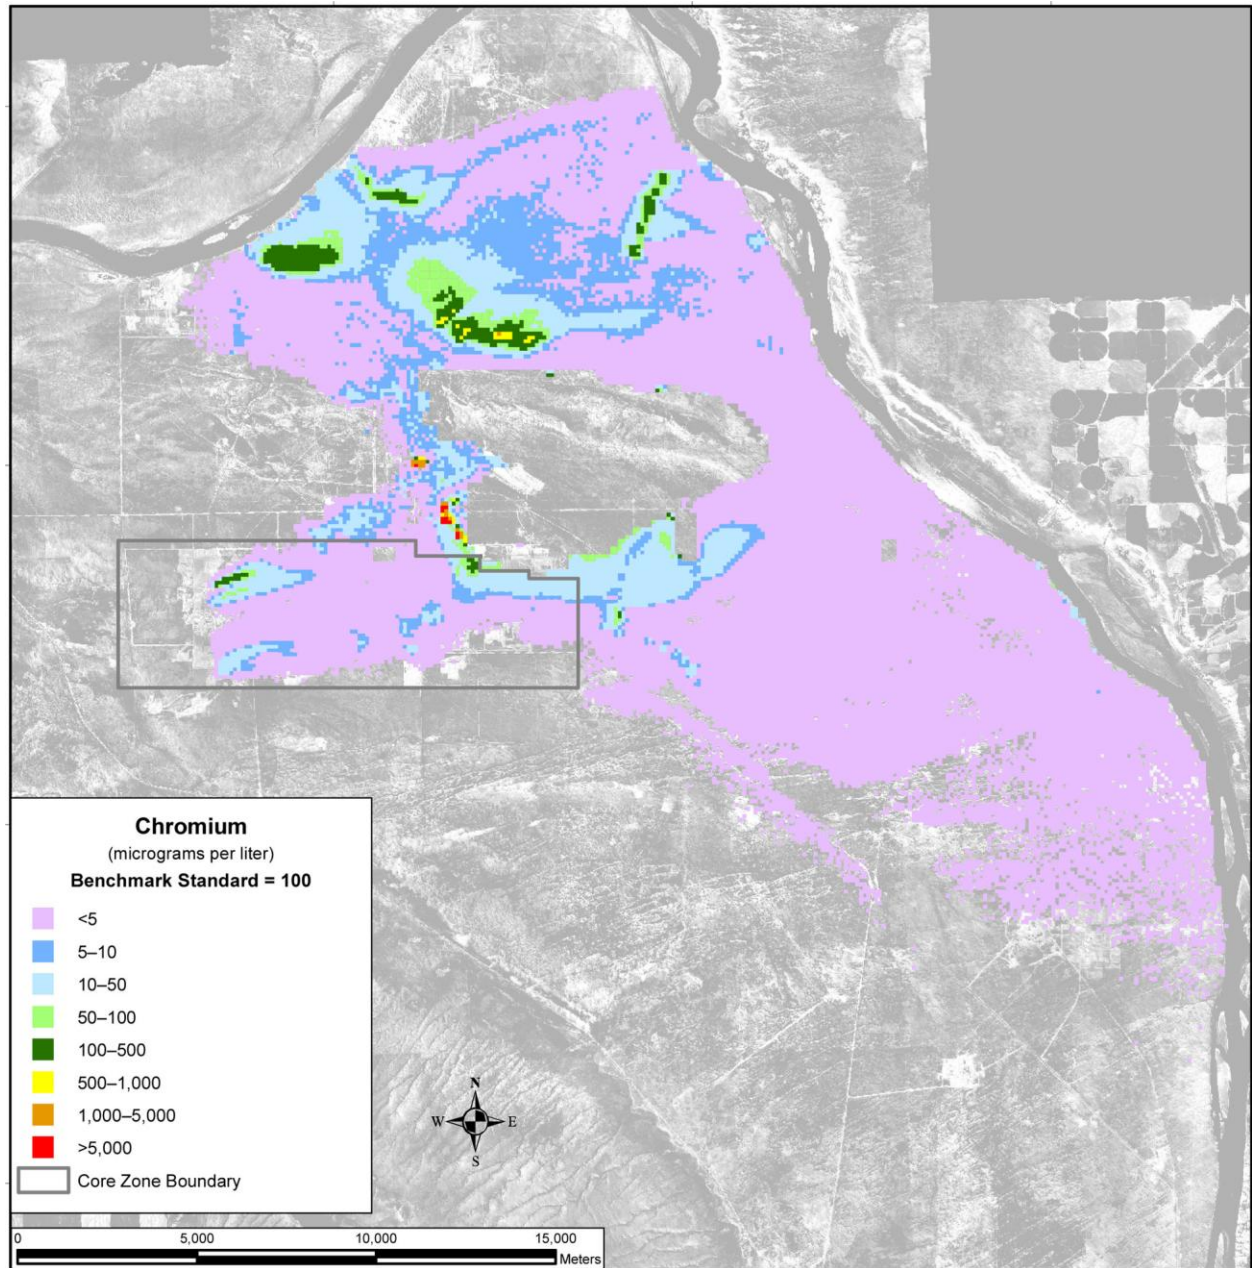 Chromium
(micrograms per liter)
Benchmark Standard = 100
<5
5–10
10–50
50–100
100–500
500–1,000
1,000–5,000
>5,000
Core Zone Boundary
N
W E
S
0 5,000 10,000 15,000
Meters